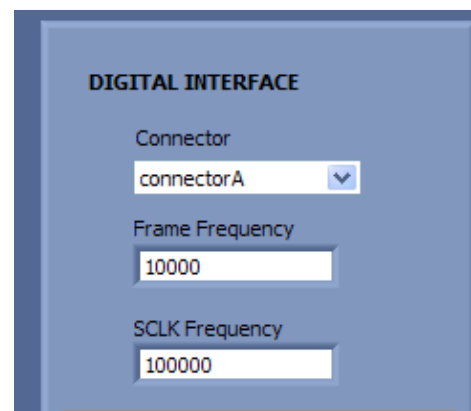 DIGITAL INTERFACE
Connector
connectorA
Frame Frequency
10000
SCLK Frequency
100000